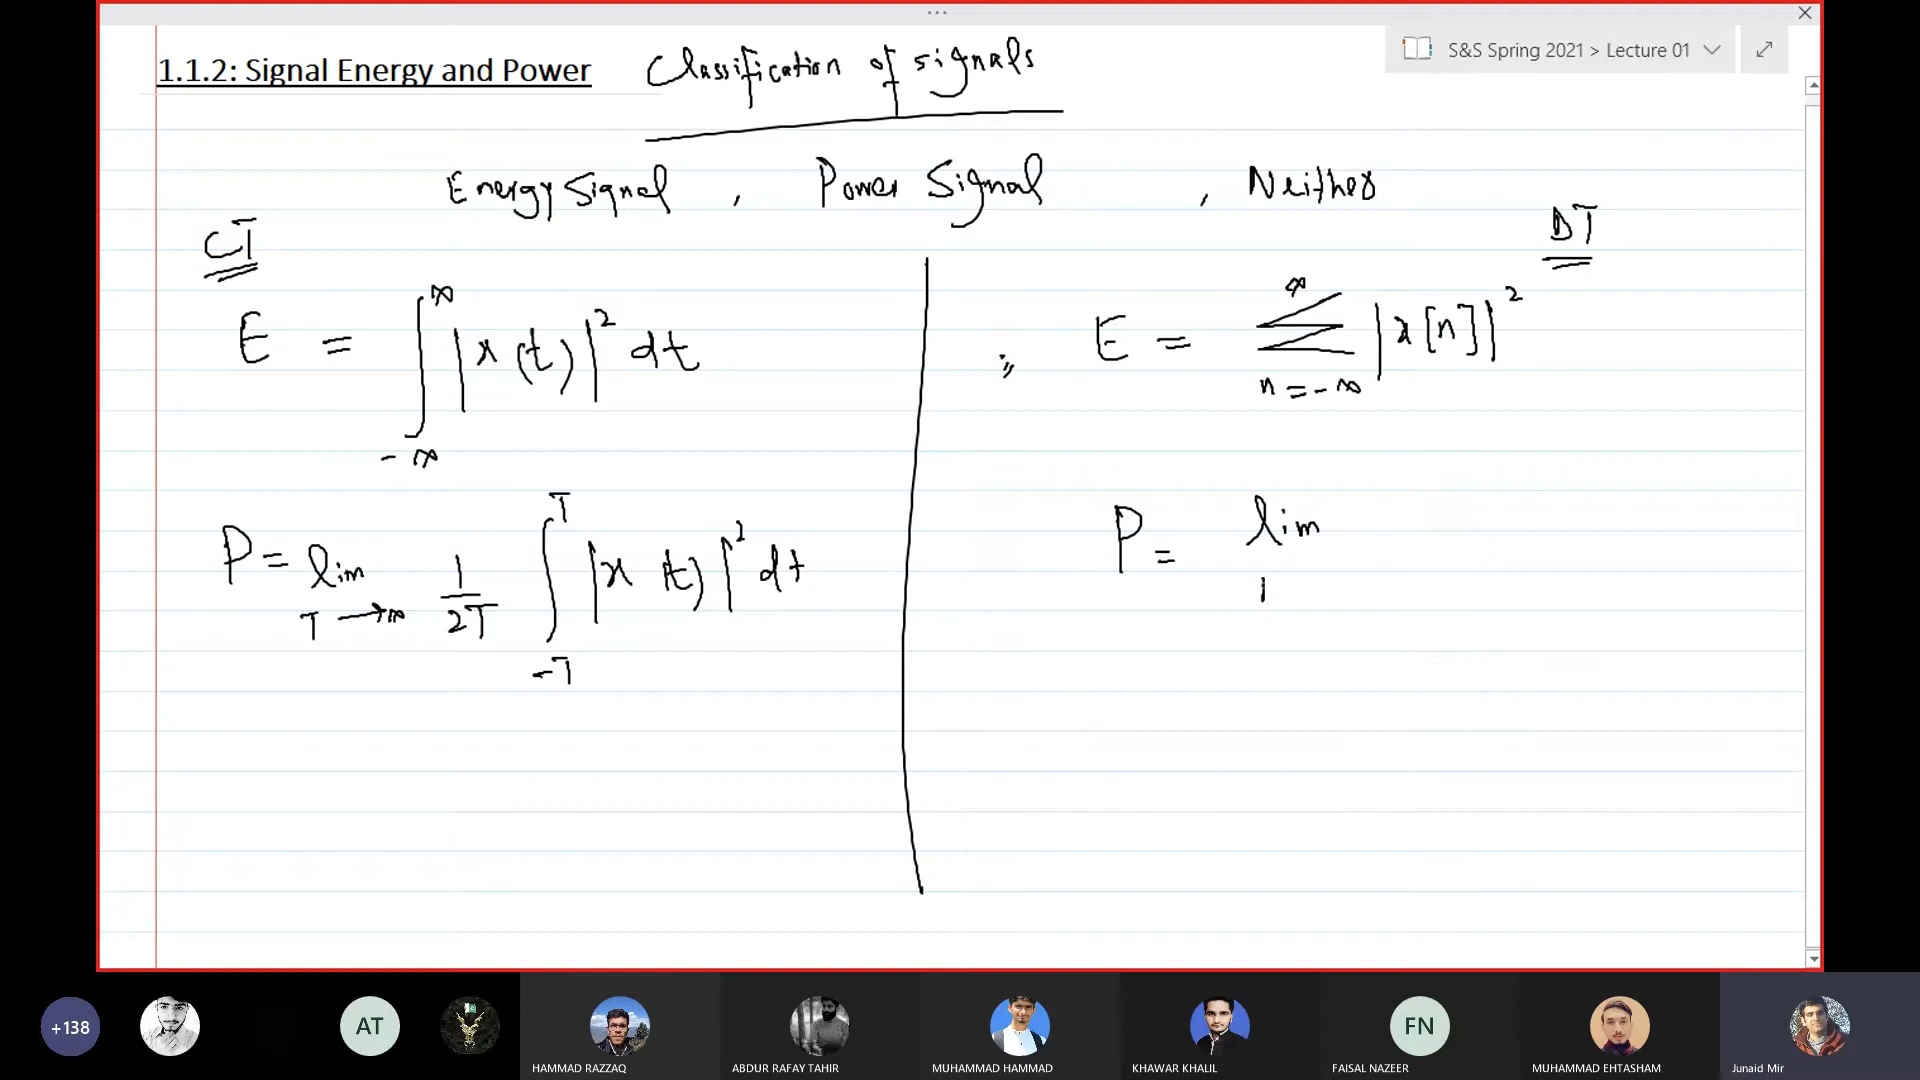 S&S Spring 2021 > Lecture 01
1.1.2: Signal Energy and Power Classification of signals
Energy Signal , Power Signal , Neither
CT
DT
E = ∫_{-∞}^{∞} |x(t)|² dt
E = Σ_{n=-∞}^{∞} |x[n]|²
P = lim_{T→∞} 1/2T ∫_{-T}^{T} |x(t)|² dt
P = lim
+138
AT
FN
HAMMAD RAZZAQ
ABDUR RAFAY TAHIR
MUHAMMAD HAMMAD
KHAWAR KHALIL
FAISAL NAZEER
MUHAMMAD EHTASHAM
Junaid Mir